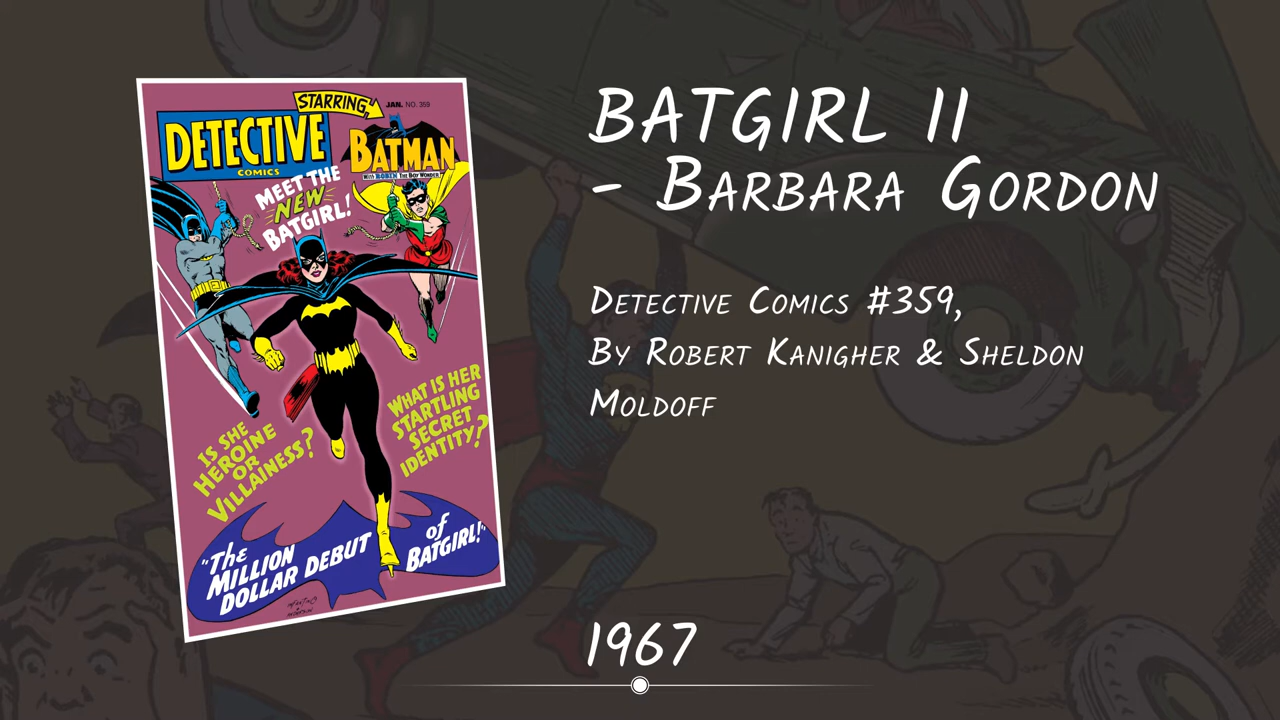 STARRING
JAN. NO. 359
DETECTIVE
COMICS
BATMAN
With ROBIN The Boy Wonder
MEET THE
NEW
BATGIRL!
IS SHE
HEROINE
OR
VILLAINESS?
WHAT IS HER
STARTLING
SECRET
IDENTITY?
"The
MILLION
DOLLAR DEBUT
of
BATGIRL!"
BATGIRL II
- BARBARA GORDON
DETECTIVE COMICS #359,
BY ROBERT KANIGHER & SHELDON
MOLDOFF
1967